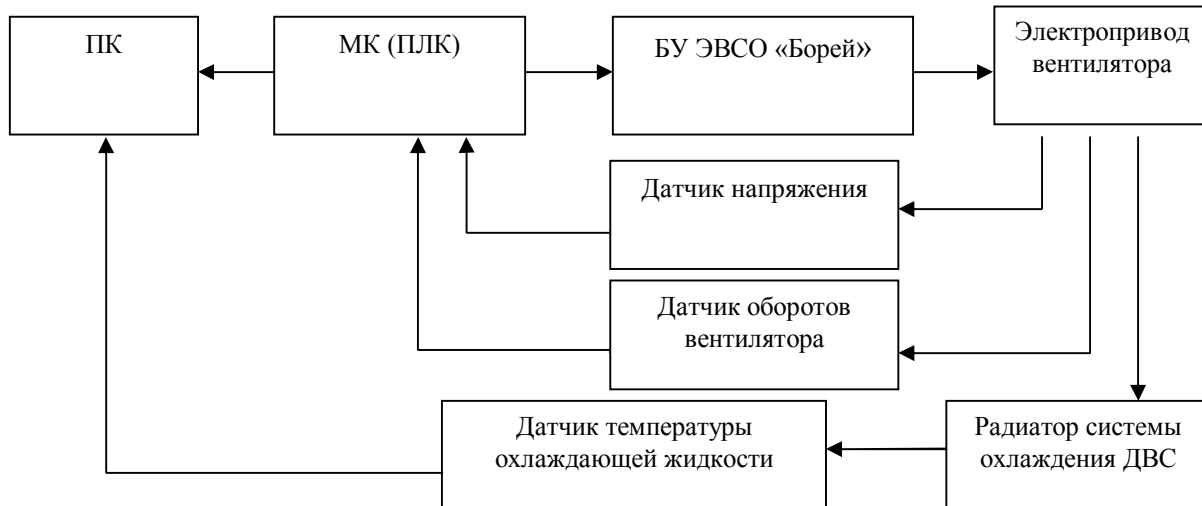 ПК
МК (ПЛК)
БУ ЭВСО «Борей»
Электропривод
вентилятора
Датчик напряжения
Датчик оборотов
вентилятора
Датчик температуры
охлаждающей жидкости
Радиатор системы
охлаждения ДВС